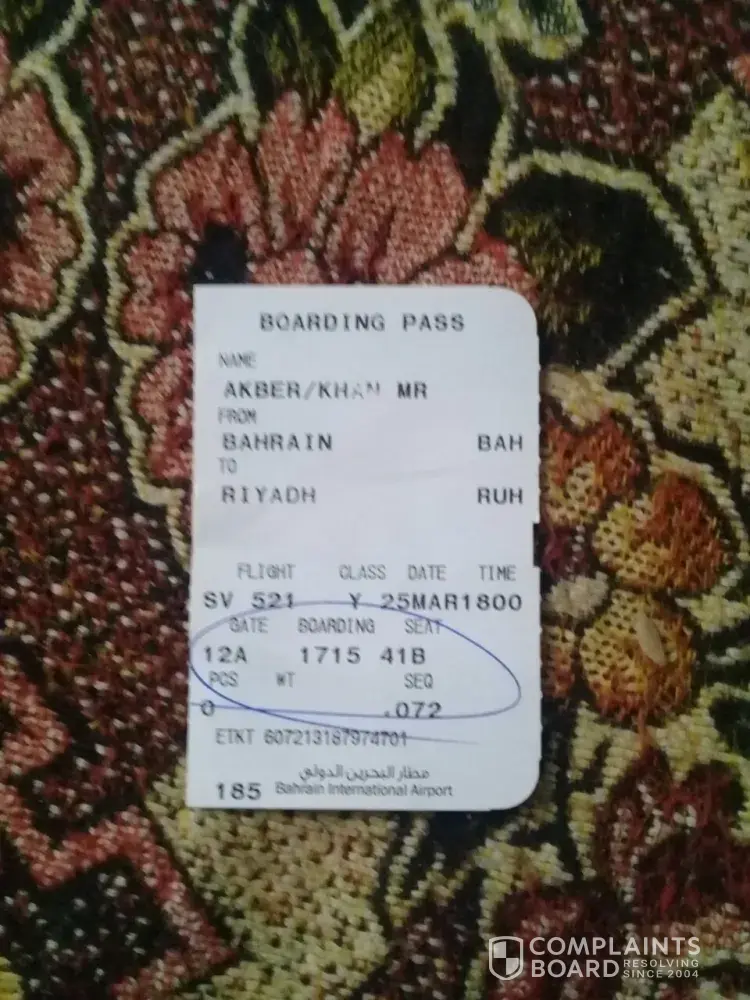 BOARDING PASS
NAME
AKBER/KHAN MR
FROM
BAHRAIN BAH
TO
RIYADH RUH
FLIGHT CLASS DATE TIME
SV 521 Y 25MAR1800
GATE BOARDING SEAT
12A 1715 41B
PCS WT SEQ
0 .072
ETKT 607213187974701
مطار البحرين الدولي
185 Bahrain International Airport
COMPLAINTS
BOARD RESOLVING
SINCE 2004